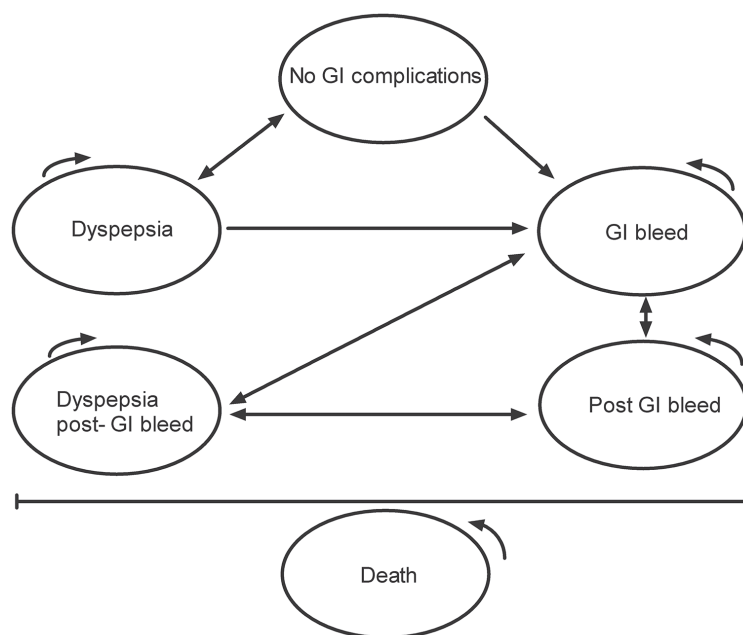 No GI complications
Dyspepsia
GI bleed
Dyspepsia
post- GI bleed
Post GI bleed
Death